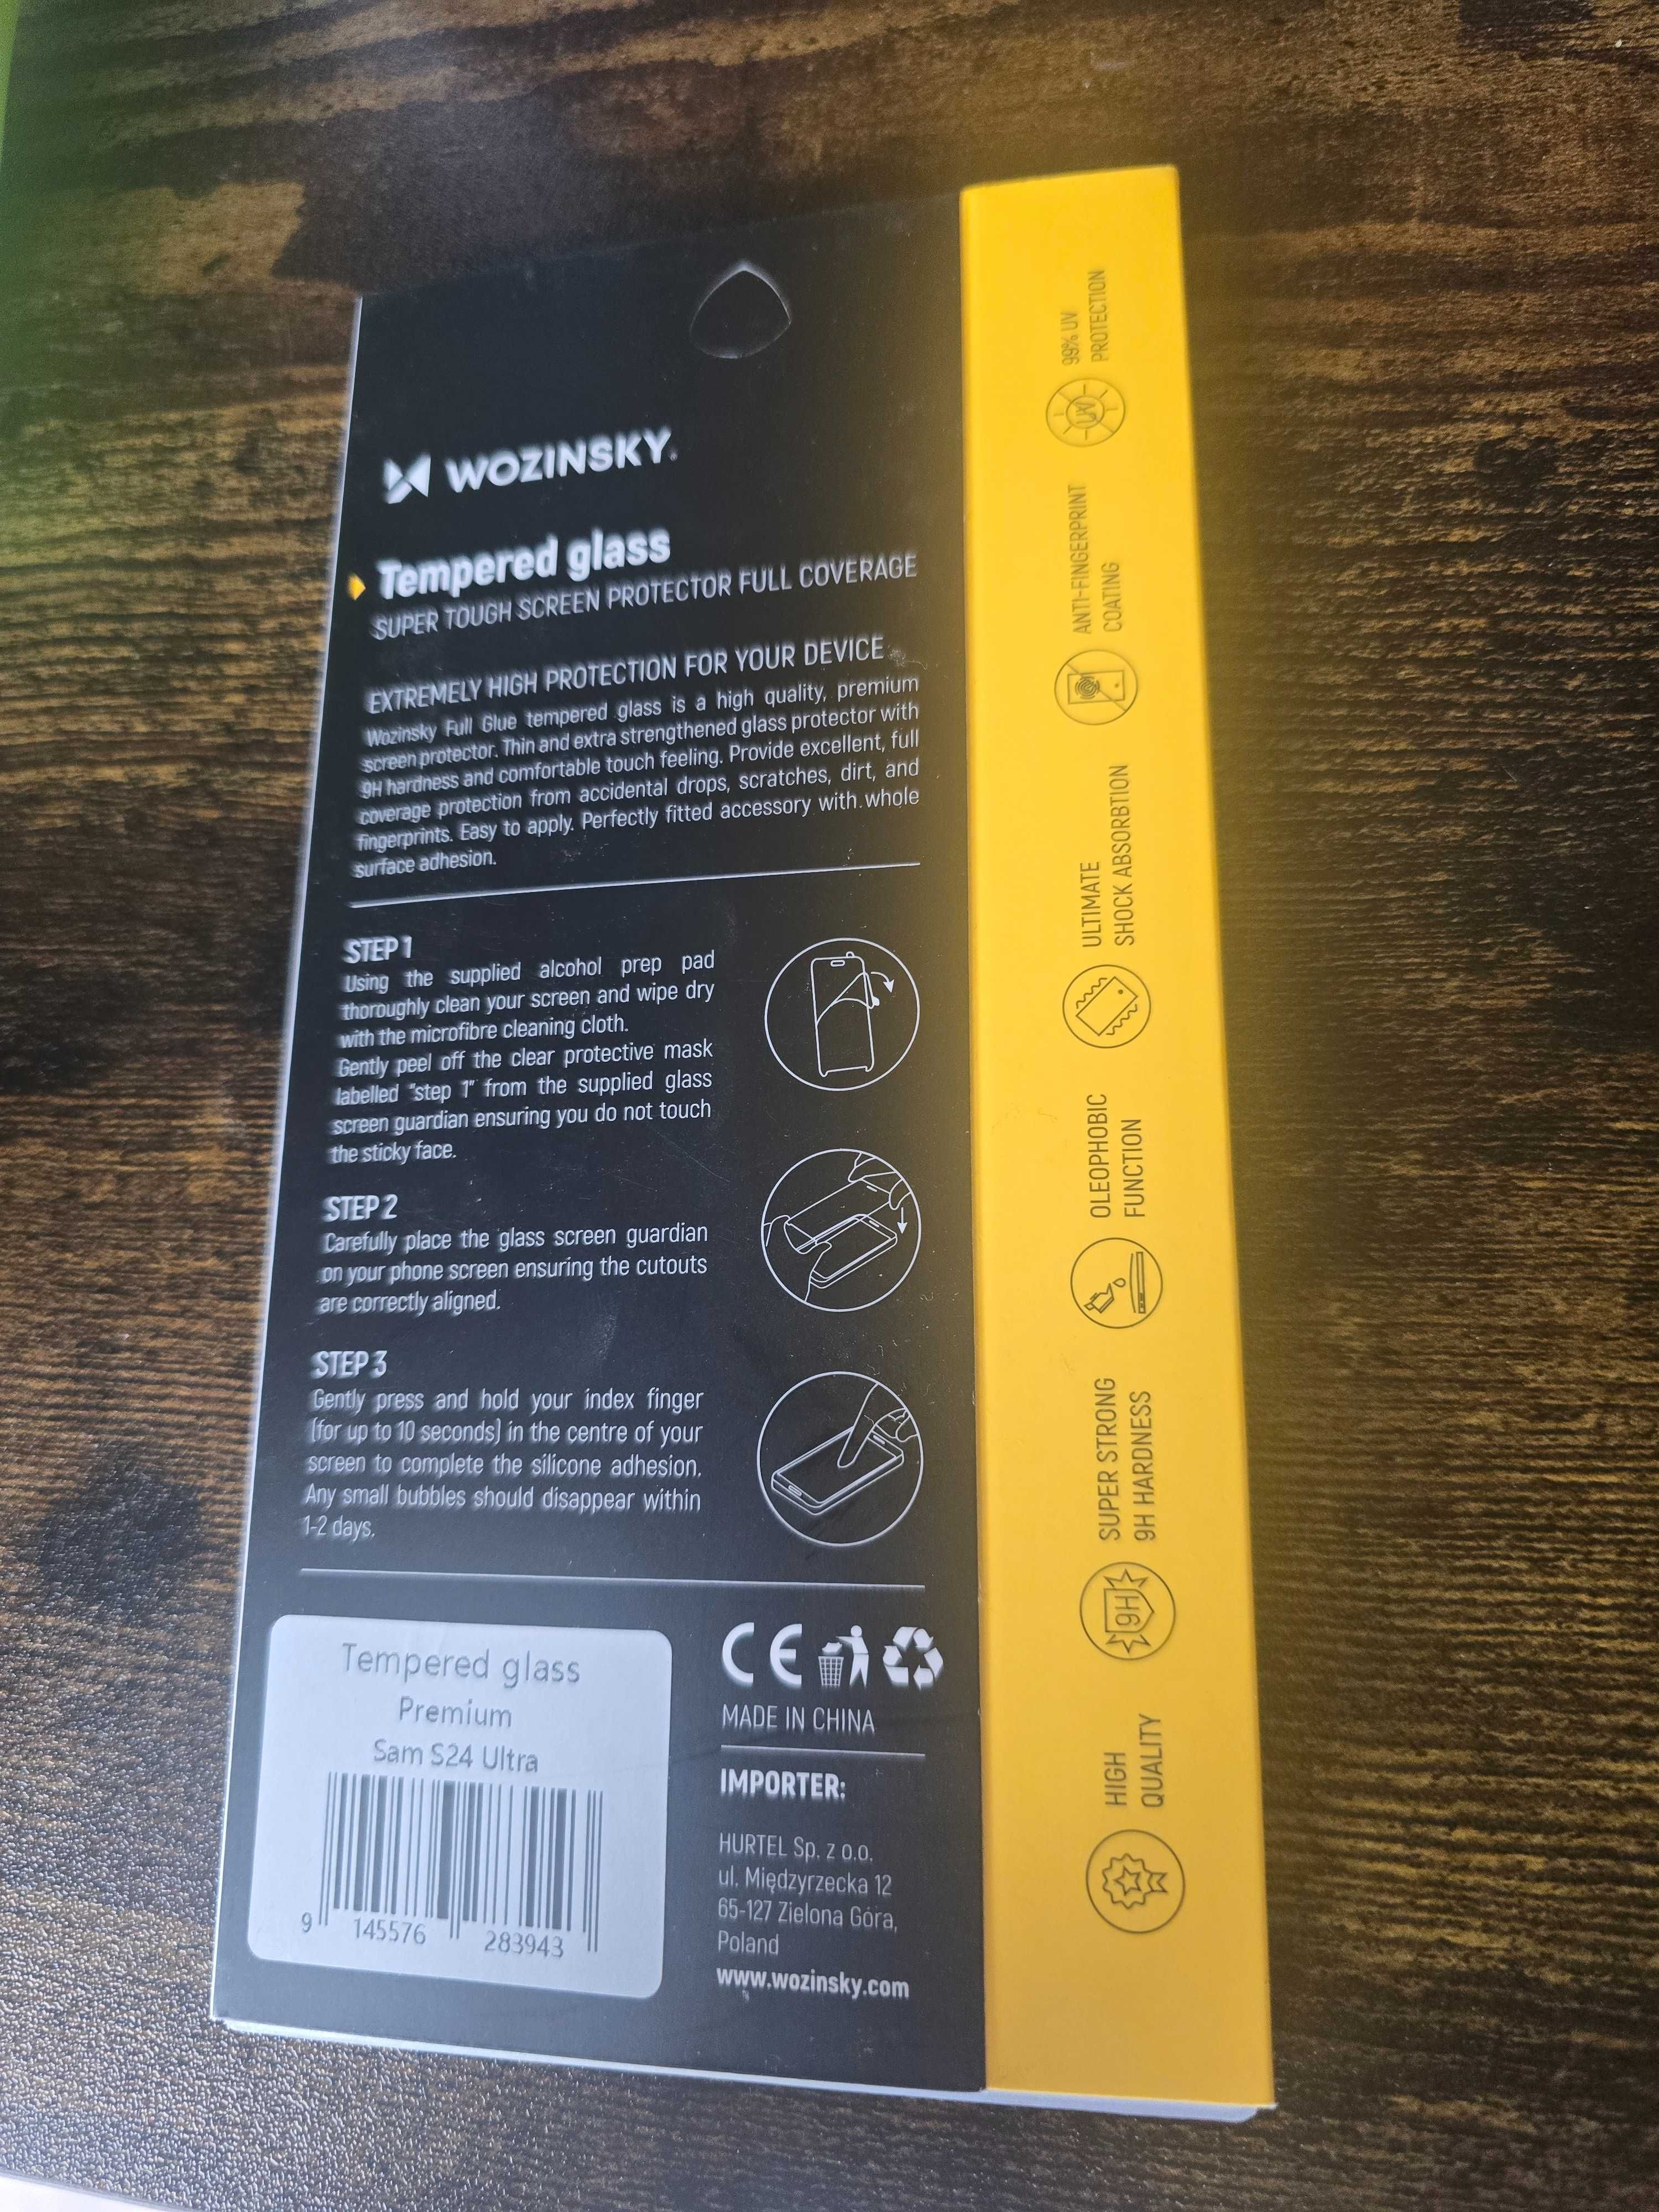 WOZINSKY
Tempered glass
SUPER TOUGH SCREEN PROTECTOR FULL COVERAGE
EXTREMELY HIGH PROTECTION FOR YOUR DEVICE
Wozinsky Full Glue tempered glass is a high quality, premium
screen protector. Thin and extra strengthened glass protector with
9H hardness and comfortable touch feeling. Provide excellent, full
coverage protection from accidental drops, scratches, dirt, and
fingerprints. Easy to apply. Perfectly fitted accessory with whole
surface adhesion.
STEP 1
Using the supplied alcohol prep pad
thoroughly clean your screen and wipe dry
with the microfibre cleaning cloth.
Gently peel off the clear protective mask
labelled "step 1" from the supplied glass
screen guardian ensuring you do not touch
the sticky face.
STEP 2
Carefully place the glass screen guardian
on your phone screen ensuring the cutouts
are correctly aligned.
STEP 3
Gently press and hold your index finger
(for up to 10 seconds) in the centre of your
screen to complete the silicone adhesion.
Any small bubbles should disappear within
1-2 days.
Tempered glass
Premium
Sam S24 Ultra
9 145576 283943
CE
MADE IN CHINA
IMPORTER:
HURTEL Sp. z o.o.
ul. Międzyrzecka 12
65-127 Zielona Góra,
Poland
www.wozinsky.com
HIGH
QUALITY
9H
SUPER STRONG
9H HARDNESS
OLEOPHOBIC
FUNCTION
ULTIMATE
SHOCK ABSORBTION
ANTI-FINGERPRINT
COATING
UV
99% UV
PROTECTION